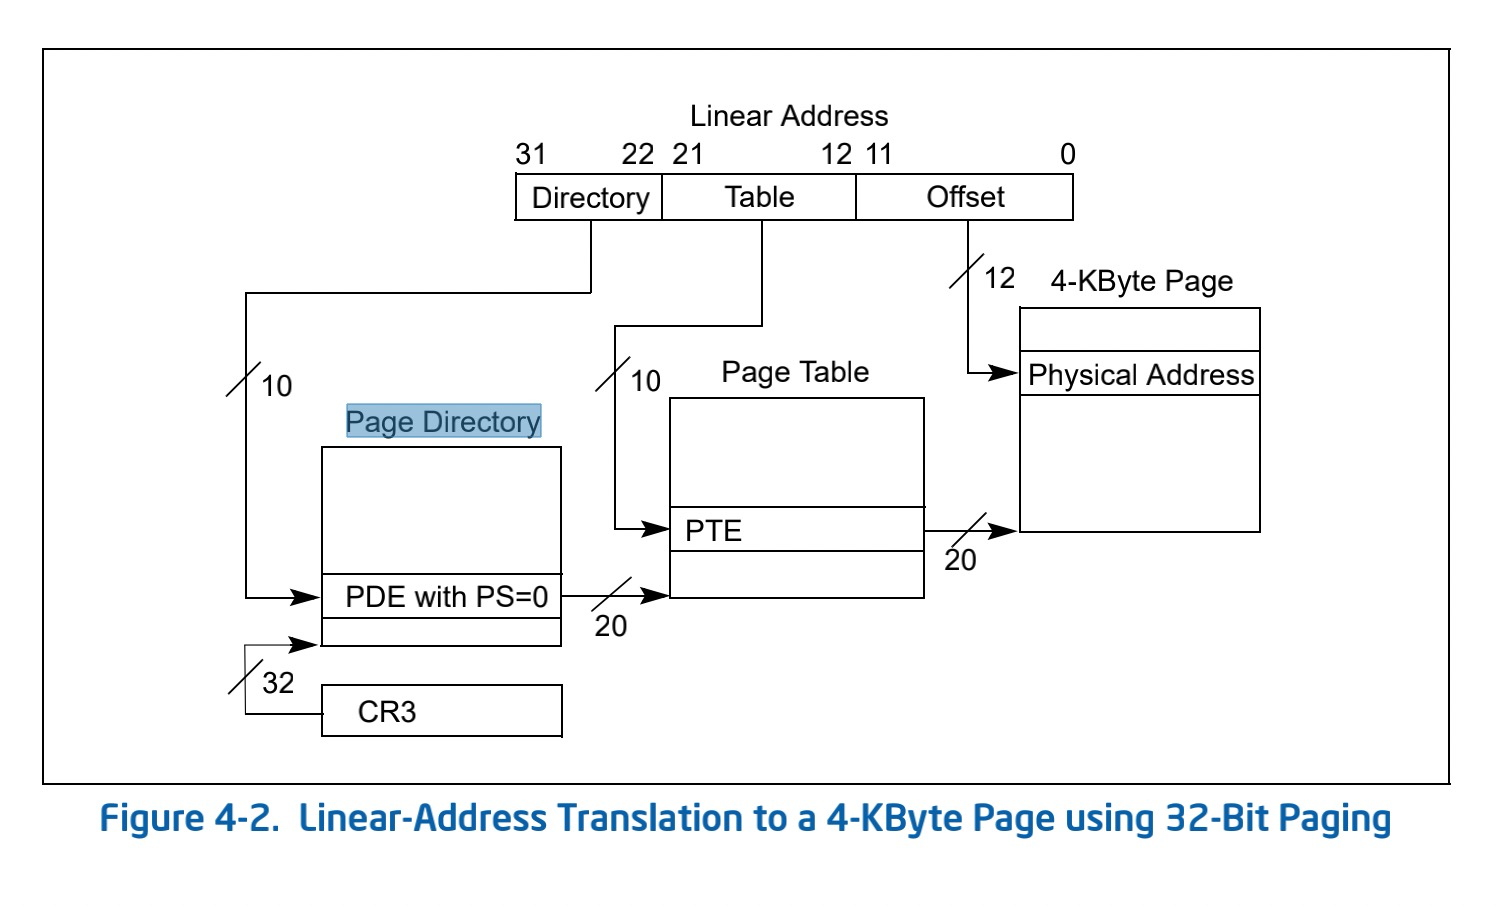 Linear Address
31 22 21 12 11 0
Directory Table Offset
12
4-KByte Page
Physical Address
10
10
Page Table
Page Directory
PTE
20
PDE with PS=0
20
32
CR3
Figure 4-2. Linear-Address Translation to a 4-KByte Page using 32-Bit Paging